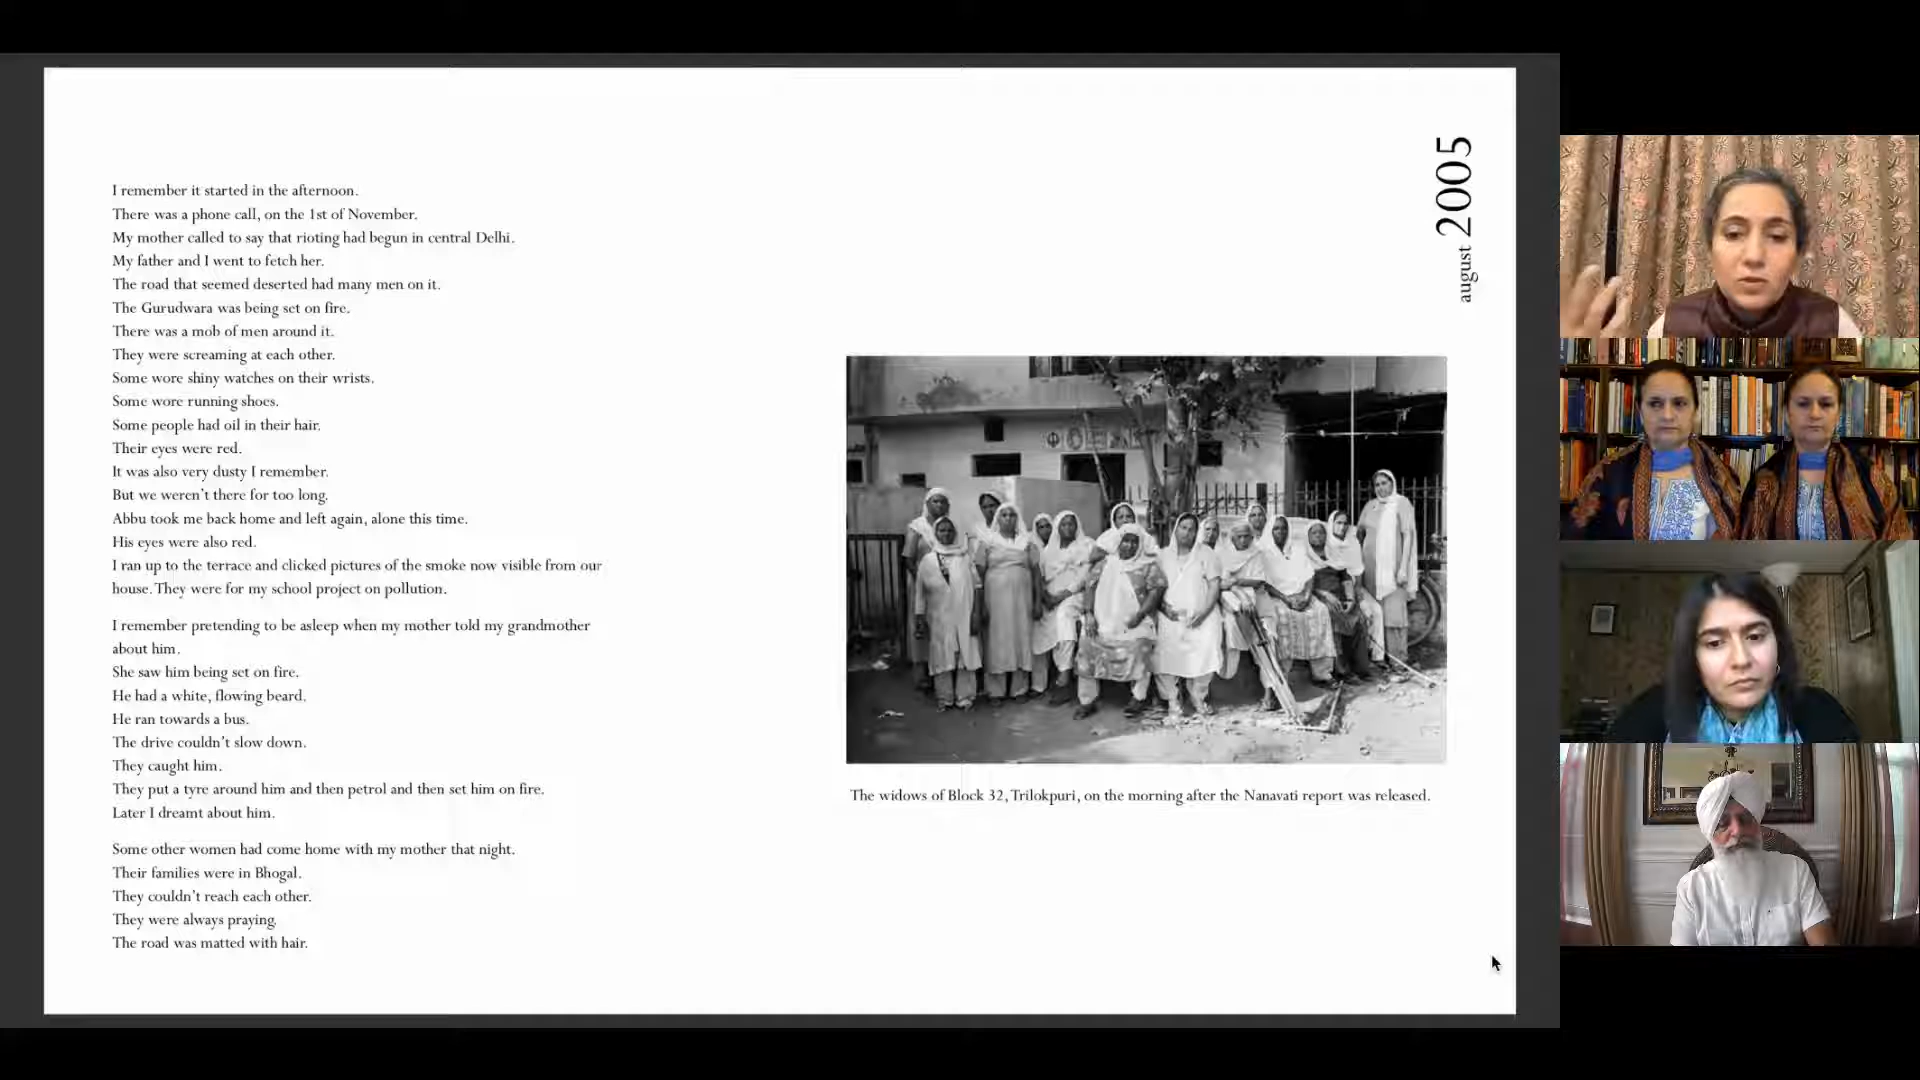 I remember it started in the afternoon.
There was a phone call, on the 1st of November.
My mother called to say that rioting had begun in central Delhi.
My father and I went to fetch her.
The road that seemed deserted had many men on it.
The Gurudwara was being set on fire.
There was a mob of men around it.
They were screaming at each other.
Some wore shiny watches on their wrists.
Some wore running shoes.
Some people had oil in their hair.
Their eyes were red.
It was also very dusty I remember.
But we weren't there for too long.
Abbu took me back home and left again, alone this time.
His eyes were also red.
I ran up to the terrace and clicked pictures of the smoke now visible from our
house. They were for my school project on pollution.
I remember pretending to be asleep when my mother told my grandmother
about him.
She saw him being set on fire.
He had a white, flowing beard.
He ran towards a bus.
The drive couldn't slow down.
They caught him.
They put a tyre around him and then petrol and then set him on fire.
Later I dreamt about him.
Some other women had come home with my mother that night.
Their families were in Bhogal.
They couldn't reach each other.
They were always praying.
The road was matted with hair.
august 2005
The widows of Block 32, Trilokpuri, on the morning after the Nanavati report was released.